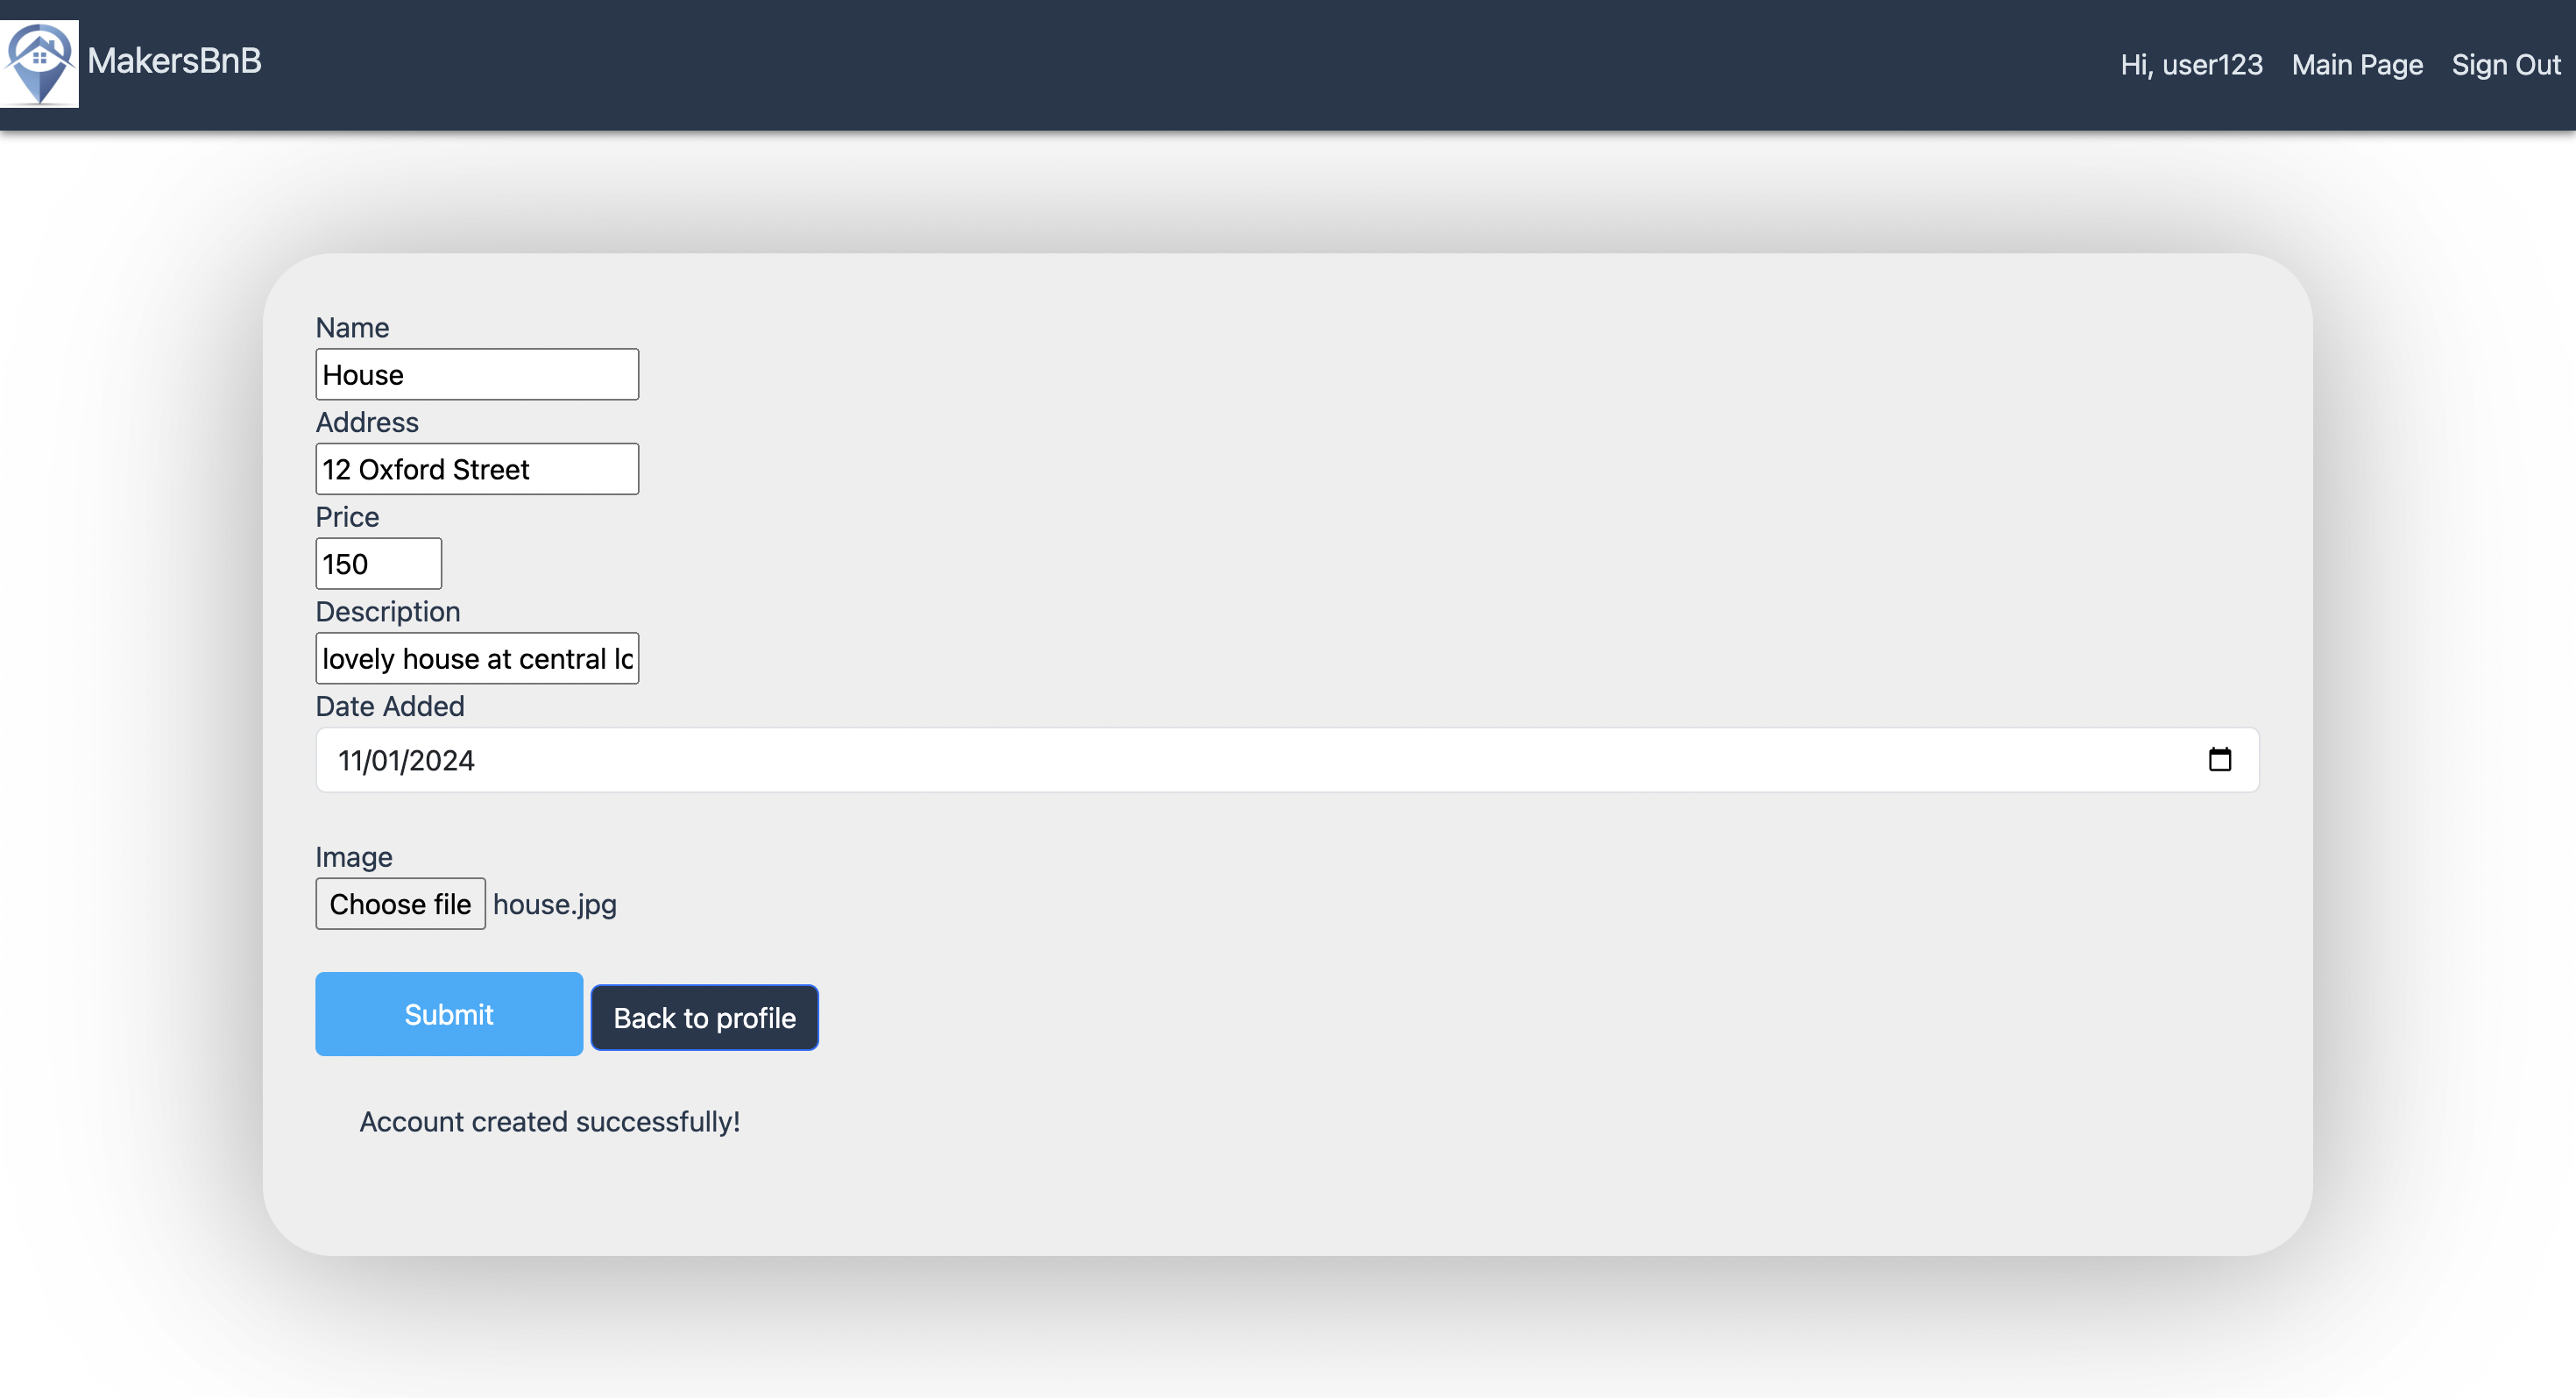 MakersBnB
Hi, user123 Main Page Sign Out
Name
House
Address
12 Oxford Street
Price
150
Description
lovely house at central
Date Added
11/01/2024
Image
Choose file house.jpg
Submit Back to profile
Account created successfully!